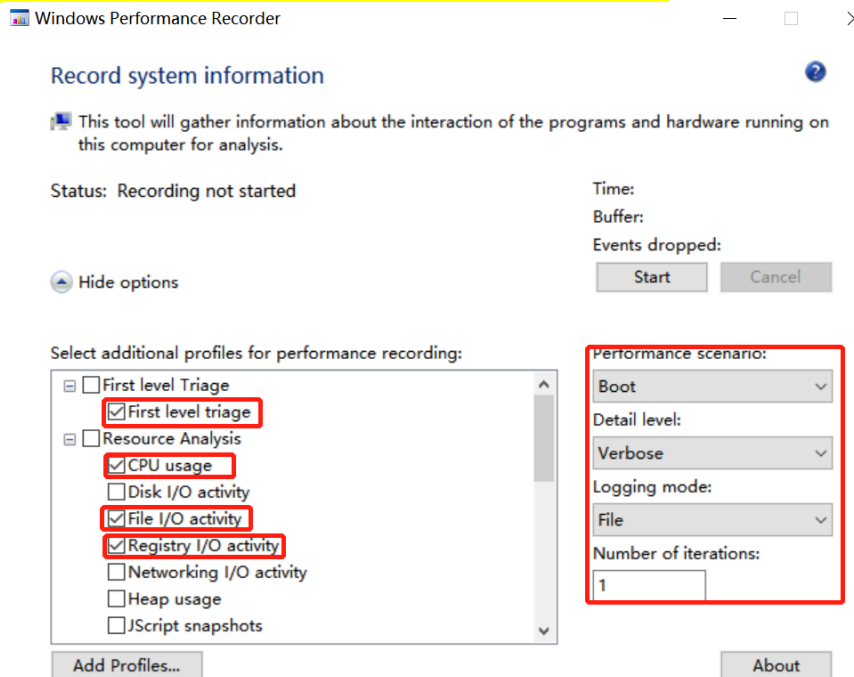 Windows Performance Recorder
Record system information
This tool will gather information about the interaction of the programs and hardware running on
this computer for analysis.
Status: Recording not started
Time:
Buffer:
Events dropped:
Start
Cancel
Hide options
Select additional profiles for performance recording:
First level Triage
First level triage
Resource Analysis
CPU usage
Disk I/O activity
File I/O activity
Registry I/O activity
Networking I/O activity
Heap usage
JScript snapshots
Add Profiles...
Performance scenario:
Boot
Detail level:
Verbose
Logging mode:
File
Number of iterations:
1
About